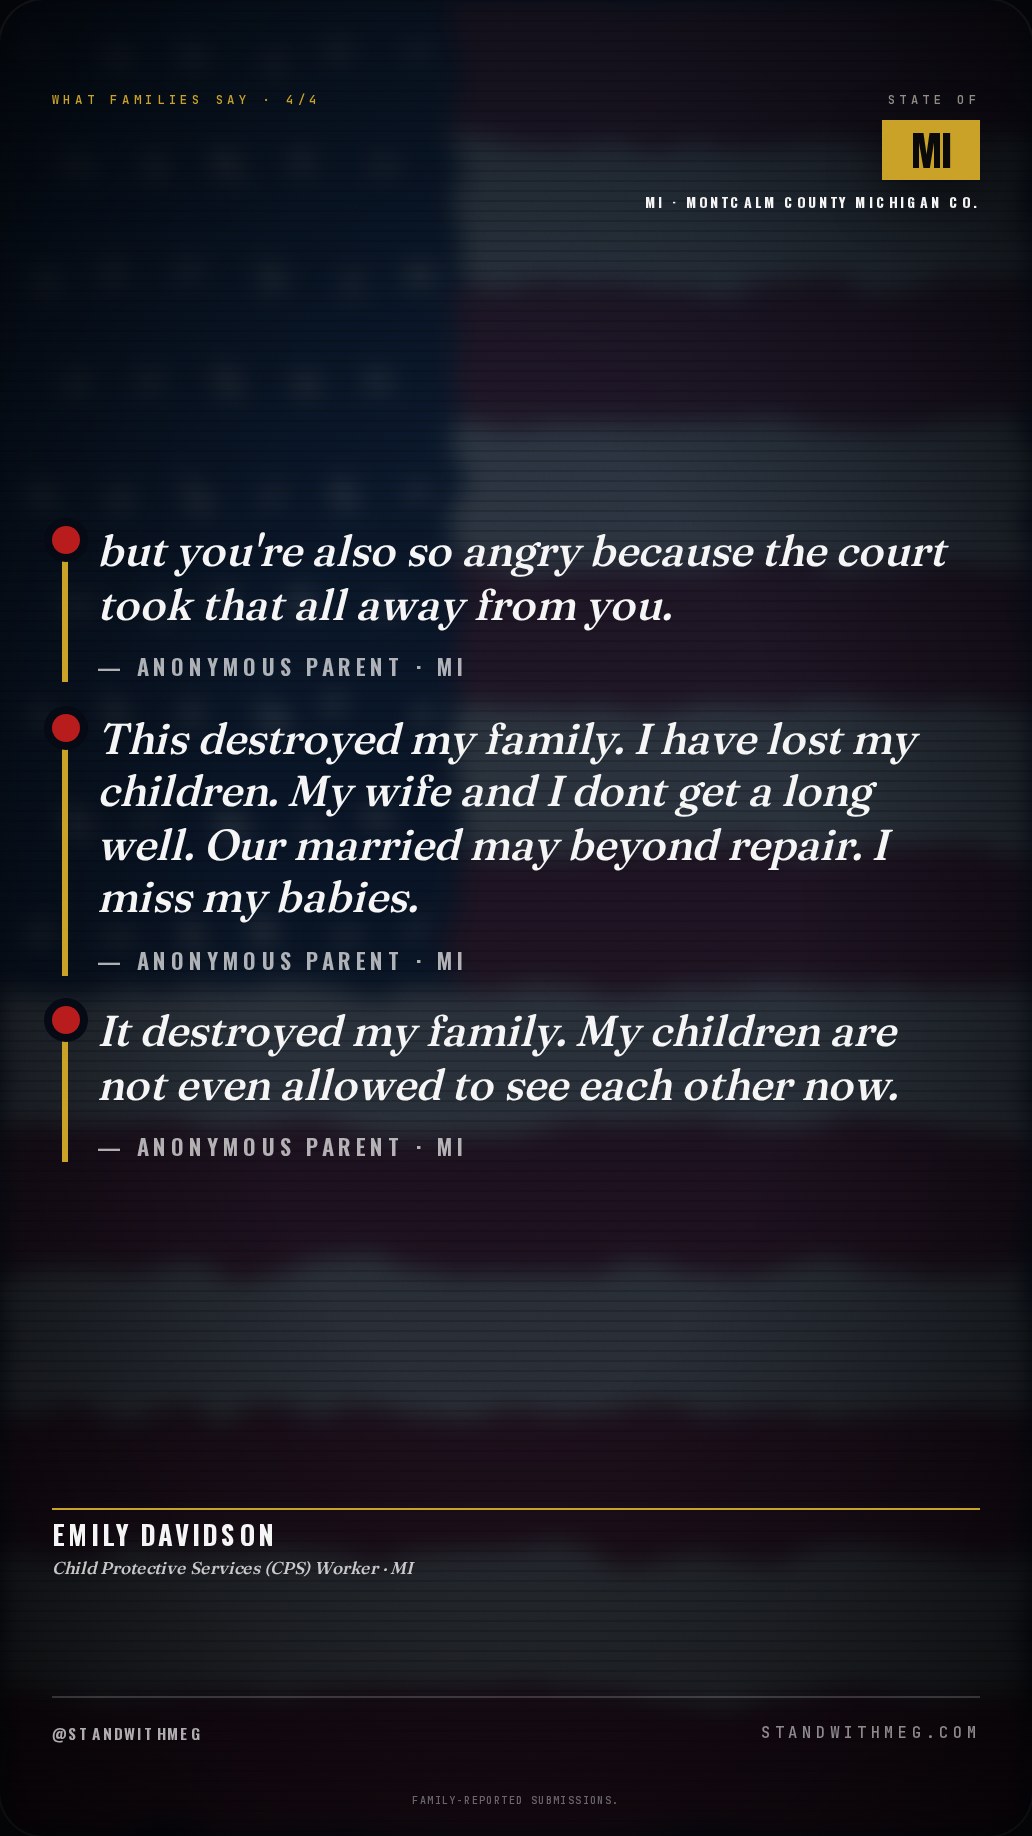 WHAT FAMILIES SAY · 4/4
STATE OF
MI
MI · MONTCALM COUNTY MICHIGAN CO.
but you're also so angry because the court
took that all away from you.
— ANONYMOUS PARENT · MI
This destroyed my family. I have lost my
children. My wife and I dont get a long
well. Our married may beyond repair. I
miss my babies.
— ANONYMOUS PARENT · MI
It destroyed my family. My children are
not even allowed to see each other now.
— ANONYMOUS PARENT · MI
EMILY DAVIDSON
Child Protective Services (CPS) Worker · MI
@STANDWITHMEG
STANDWITHMEG.COM
FAMILY-REPORTED SUBMISSIONS.